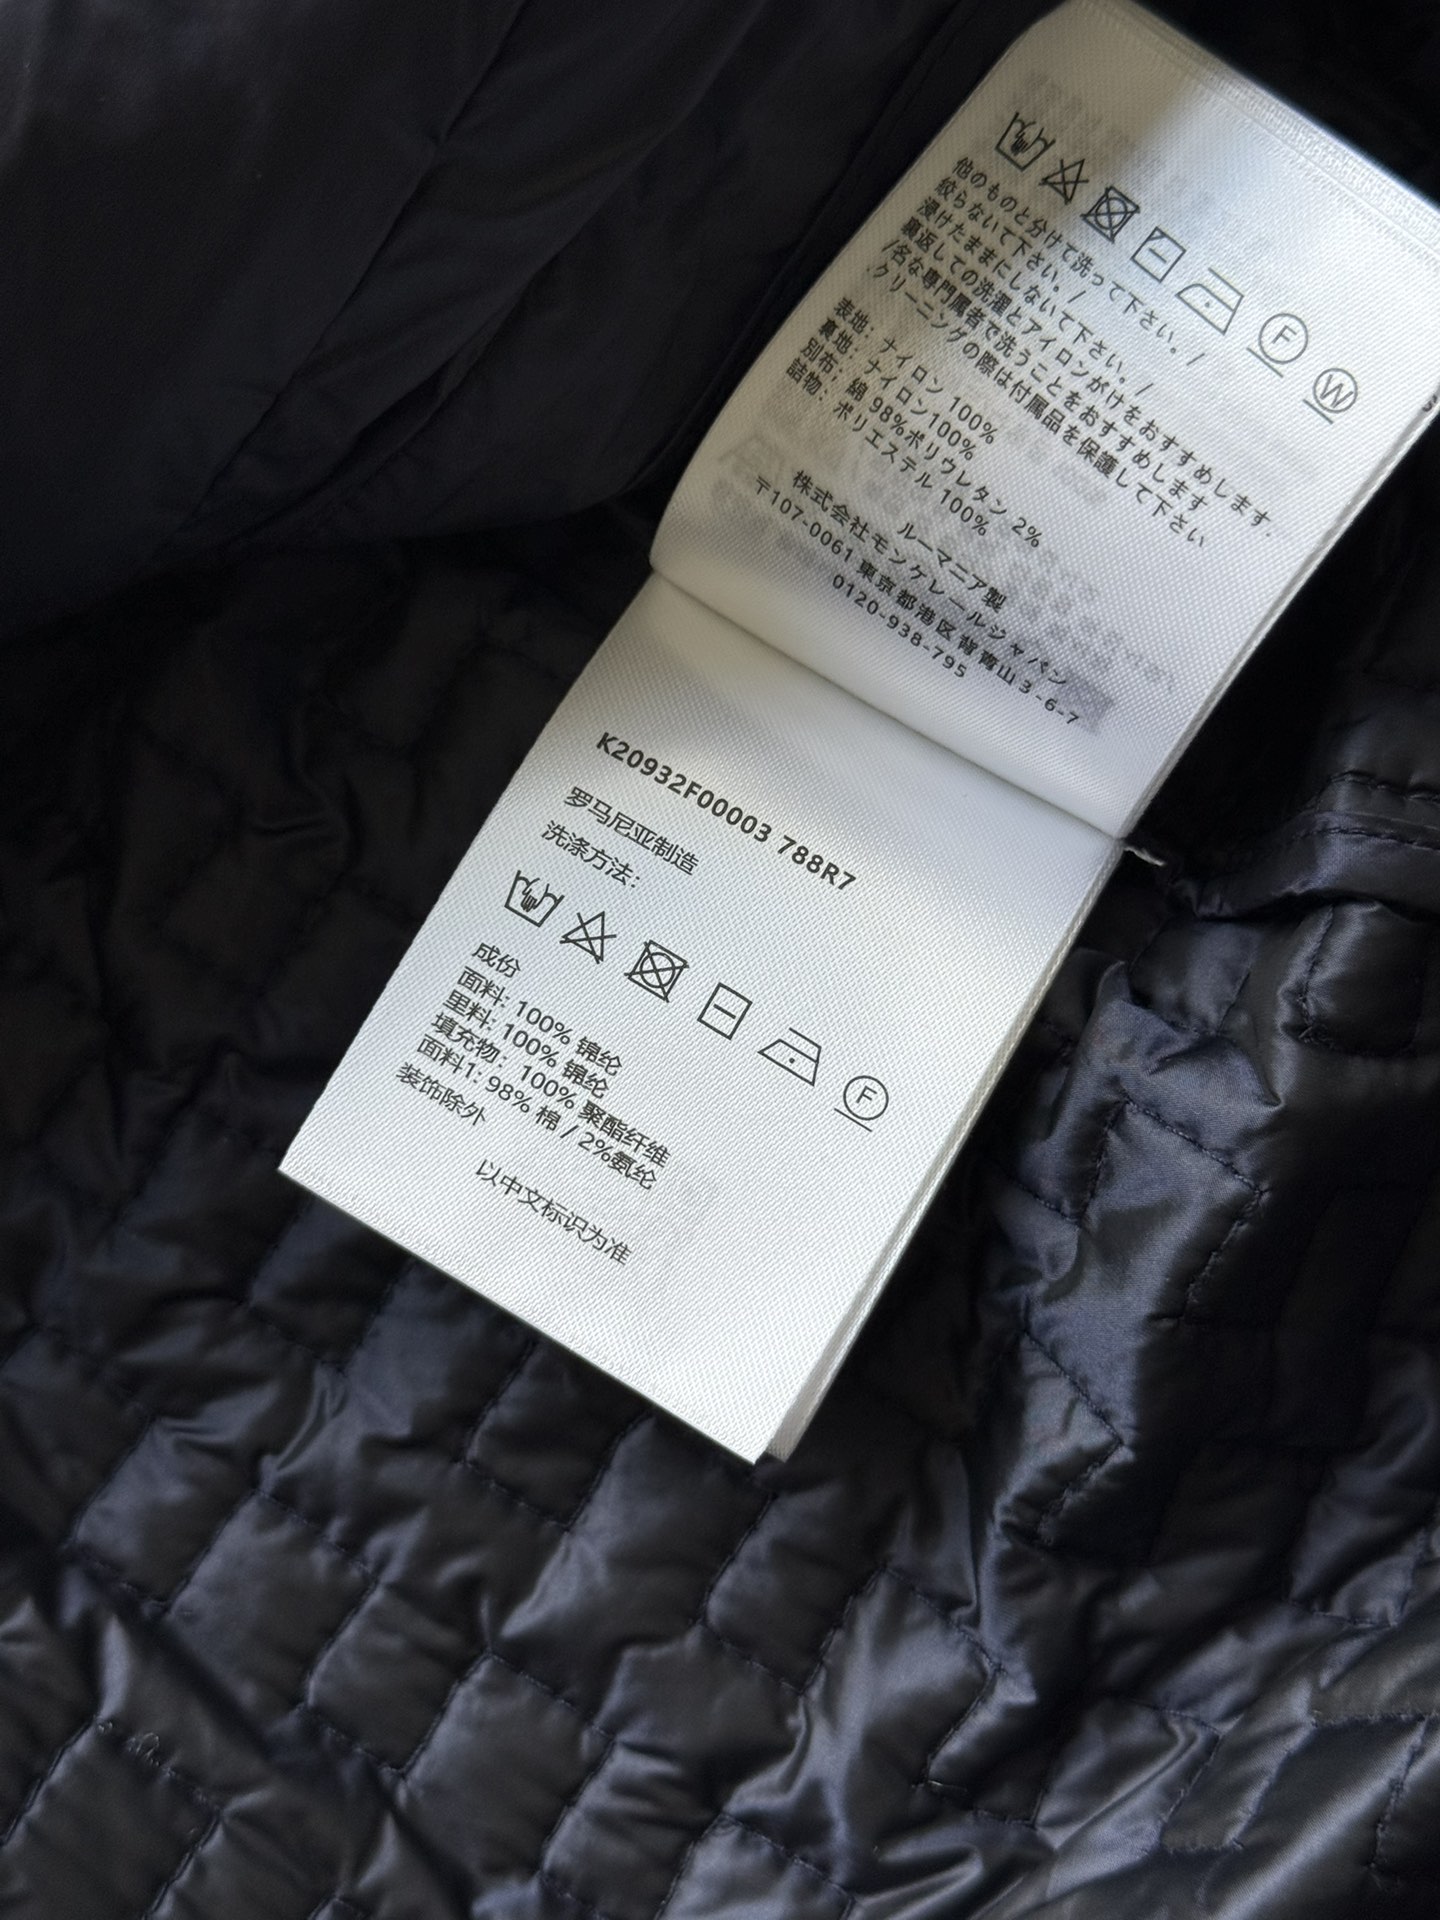 他のものと分けて洗って下さい。/
絞らないて下さい。/
浸けたままにしないて下さい。/
裏返しての洗濯とアイロンがけをおすすめします.
/名な専門属者で洗うことをおすすめします
.クリーニングの際は付属品を保護して下さい
表地: ナイロン 100%
裏地: ナイロン100%
別布: 綿 98%ポリウレタン 2%
詰物: ポリエステル 100%
ルーマニア製
株式会社モンケレールジャパン
〒107-0061 東京都港区背青山 3-6-7
0120-938-795
K20932F00003 788R7
罗马尼亚制造
洗涤方法:
成份
面料: 100% 锦纶
里料: 100% 锦纶
填充物: 100% 聚酯纤维
面料1: 98% 棉 / 2%氨纶
装饰除外
以中文标识为准